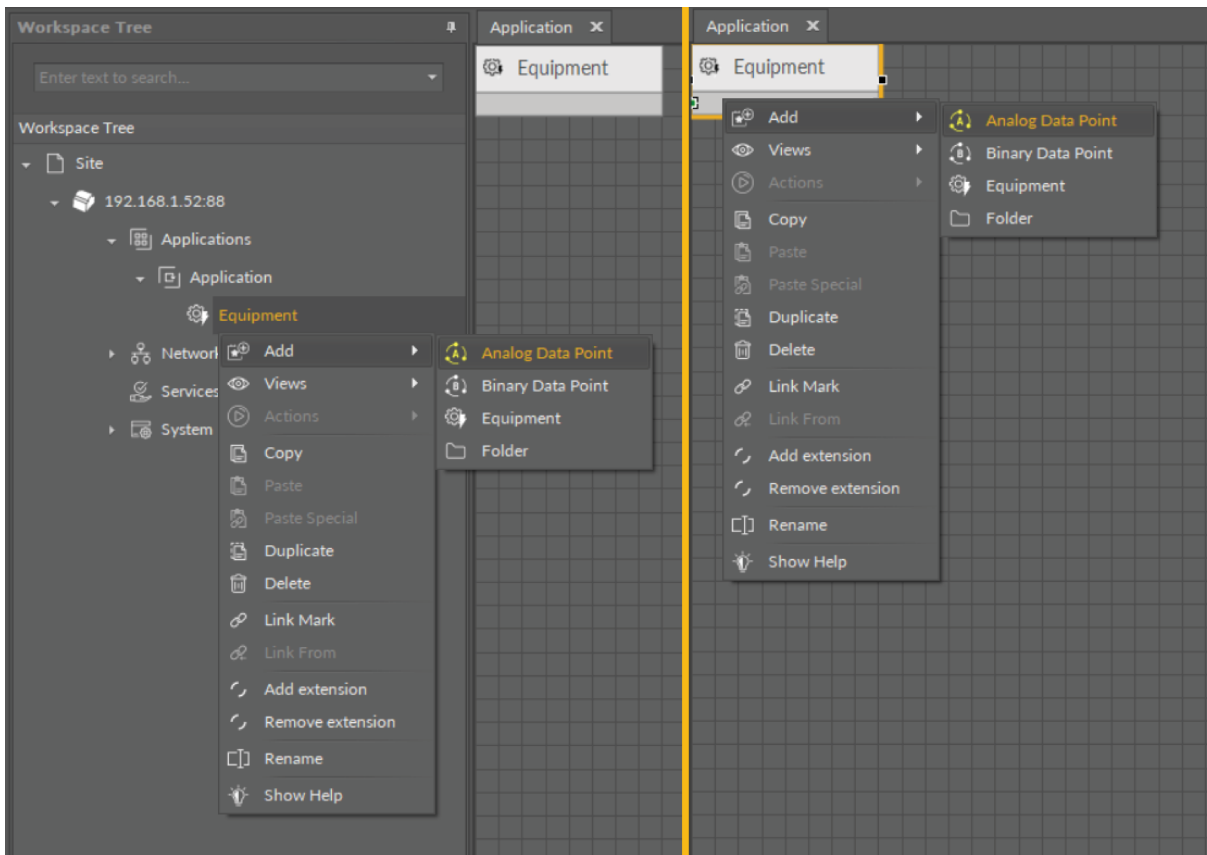 Workspace Tree
Enter text to search...
Workspace Tree
Site
192.168.1.52:88
Applications
Application
Equipment
Networ
Services
System
Add
Views
Actions
Copy
Paste
Paste Special
Duplicate
Delete
Link Mark
Link From
Add extension
Remove extension
Rename
Show Help
Analog Data Point
Binary Data Point
Equipment
Folder
Application
Equipment
Application
Equipment
Add
Views
Actions
Copy
Paste
Paste Special
Duplicate
Delete
Link Mark
Link From
Add extension
Remove extension
Rename
Show Help
Analog Data Point
Binary Data Point
Equipment
Folder